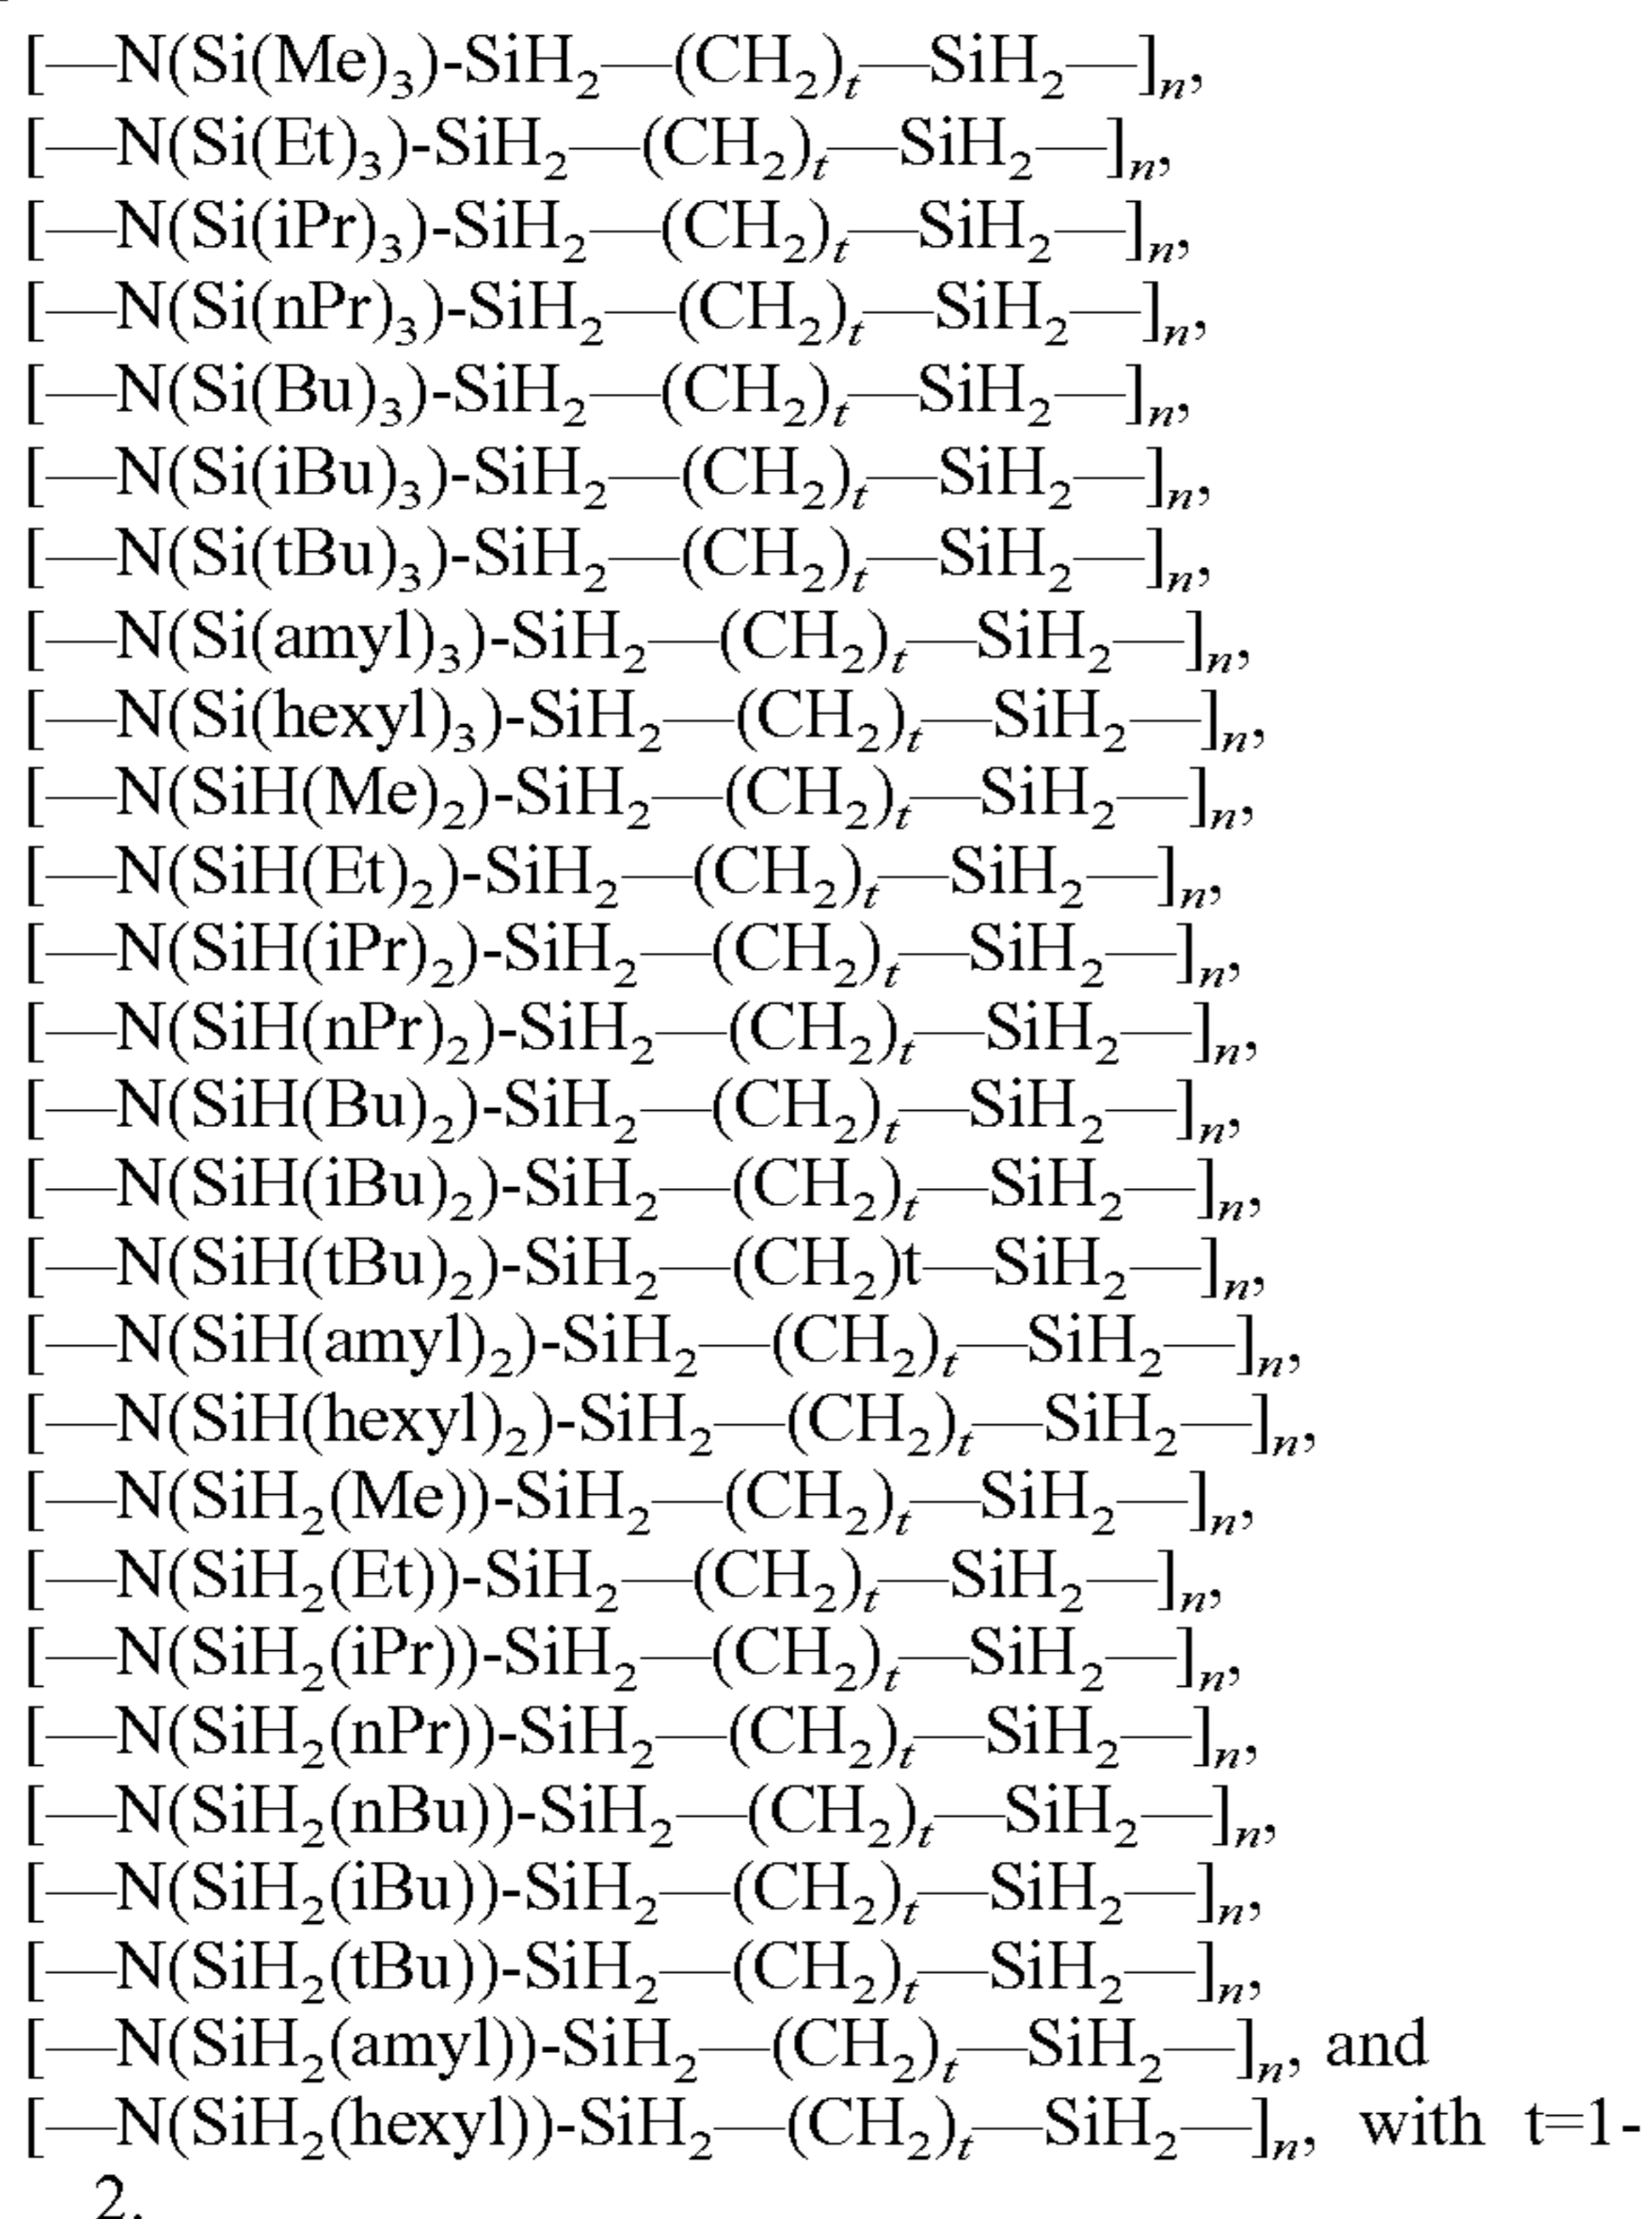 [—N(Si(Me)₃)-SiH₂—(CH₂)ₜ—SiH₂—]ₙ,
[—N(Si(Et)₃)-SiH₂—(CH₂)ₜ—SiH₂—]ₙ,
[—N(Si(iPr)₃)-SiH₂—(CH₂)ₜ—SiH₂—]ₙ,
[—N(Si(nPr)₃)-SiH₂—(CH₂)ₜ—SiH₂—]ₙ,
[—N(Si(Bu)₃)-SiH₂—(CH₂)ₜ—SiH₂—]ₙ,
[—N(Si(iBu)₃)-SiH₂—(CH₂)ₜ—SiH₂—]ₙ,
[—N(Si(tBu)₃)-SiH₂—(CH₂)ₜ—SiH₂—]ₙ,
[—N(Si(amyl)₃)-SiH₂—(CH₂)ₜ—SiH₂—]ₙ,
[—N(Si(hexyl)₃)-SiH₂—(CH₂)ₜ—SiH₂—]ₙ,
[—N(SiH(Me)₂)-SiH₂—(CH₂)ₜ—SiH₂—]ₙ,
[—N(SiH(Et)₂)-SiH₂—(CH₂)ₜ—SiH₂—]ₙ,
[—N(SiH(iPr)₂)-SiH₂—(CH₂)ₜ—SiH₂—]ₙ,
[—N(SiH(nPr)₂)-SiH₂—(CH₂)ₜ—SiH₂—]ₙ,
[—N(SiH(Bu)₂)-SiH₂—(CH₂)ₜ—SiH₂—]ₙ,
[—N(SiH(iBu)₂)-SiH₂—(CH₂)ₜ—SiH₂—]ₙ,
[—N(SiH(tBu)₂)-SiH₂—(CH₂)t—SiH₂—]ₙ,
[—N(SiH(amyl)₂)-SiH₂—(CH₂)ₜ—SiH₂—]ₙ,
[—N(SiH(hexyl)₂)-SiH₂—(CH₂)ₜ—SiH₂—]ₙ,
[—N(SiH₂(Me))-SiH₂—(CH₂)ₜ—SiH₂—]ₙ,
[—N(SiH₂(Et))-SiH₂—(CH₂)ₜ—SiH₂—]ₙ,
[—N(SiH₂(iPr))-SiH₂—(CH₂)ₜ—SiH₂—]ₙ,
[—N(SiH₂(nPr))-SiH₂—(CH₂)ₜ—SiH₂—]ₙ,
[—N(SiH₂(nBu))-SiH₂—(CH₂)ₜ—SiH₂—]ₙ,
[—N(SiH₂(iBu))-SiH₂—(CH₂)ₜ—SiH₂—]ₙ,
[—N(SiH₂(tBu))-SiH₂—(CH₂)ₜ—SiH₂—]ₙ,
[—N(SiH₂(amyl))-SiH₂—(CH₂)ₜ—SiH₂—]ₙ, and
[—N(SiH₂(hexyl))-SiH₂—(CH₂)ₜ—SiH₂—]ₙ, with t=1-
2.